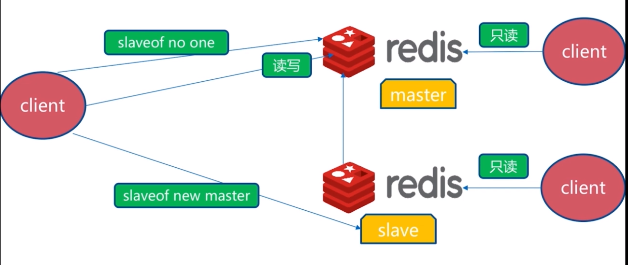 slaveof no one
读写
redis
只读
client
client
master
redis
只读
client
slaveof new master
slave